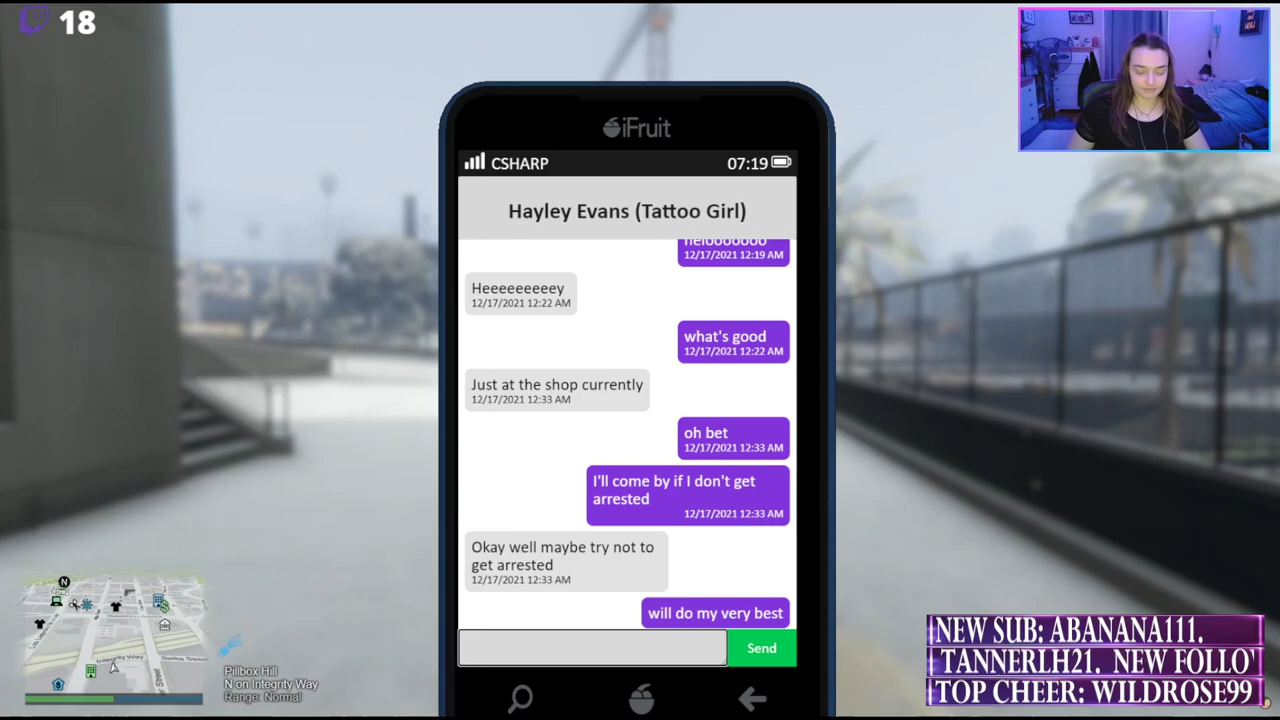 18
iFruit
CSHARP 07:19
Hayley Evans (Tattoo Girl)
12/17/2021 12:19 AM
Heeeeeeeeey
12/17/2021 12:22 AM
what's good
12/17/2021 12:22 AM
Just at the shop currently
12/17/2021 12:33 AM
oh bet
12/17/2021 12:33 AM
I'll come by if I don't get
arrested
12/17/2021 12:33 AM
Okay well maybe try not to
get arrested
12/17/2021 12:33 AM
will do my very best
Send
N
Integrity Way
Pillbox Hill
N on Integrity Way
Range: Normal
NEW SUB: ABANANA111.
TANNERLH21. NEW FOLLO
TOP CHEER: WILDROSE99